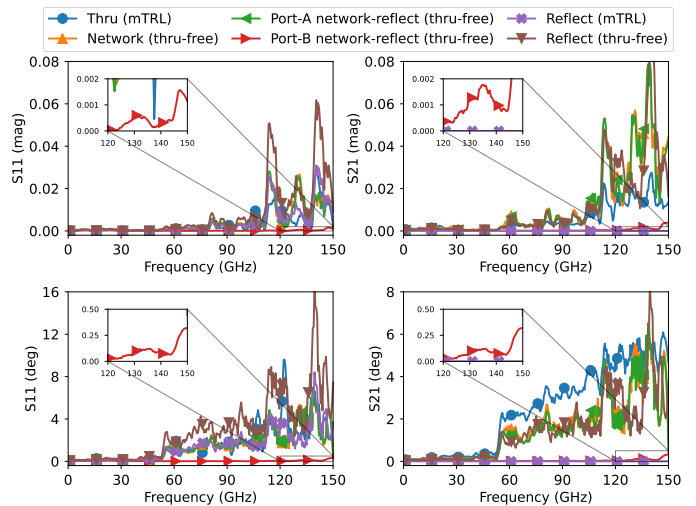 Thru (mTRL) Port-A network-reflect (thru-free) Reflect (mTRL)
Network (thru-free) Port-B network-reflect (thru-free) Reflect (thru-free)
0.08
0.06
0.04
0.02
0.00
S11 (mag)
0.002
0.001
0.000
120 130 140 150
0 30 60 90 120 150
Frequency (GHz)
0.08
0.06
0.04
0.02
0.00
S21 (mag)
0.002
0.001
0.000
120 130 140 150
0 30 60 90 120 150
Frequency (GHz)
16
12
8
4
0
S11 (deg)
0.50
0.25
0.00
120 130 140 150
0 30 60 90 120 150
Frequency (GHz)
16
12
8
4
0
S21 (deg)
0.50
0.25
0.00
120 130 140 150
0 30 60 90 120 150
Frequency (GHz)